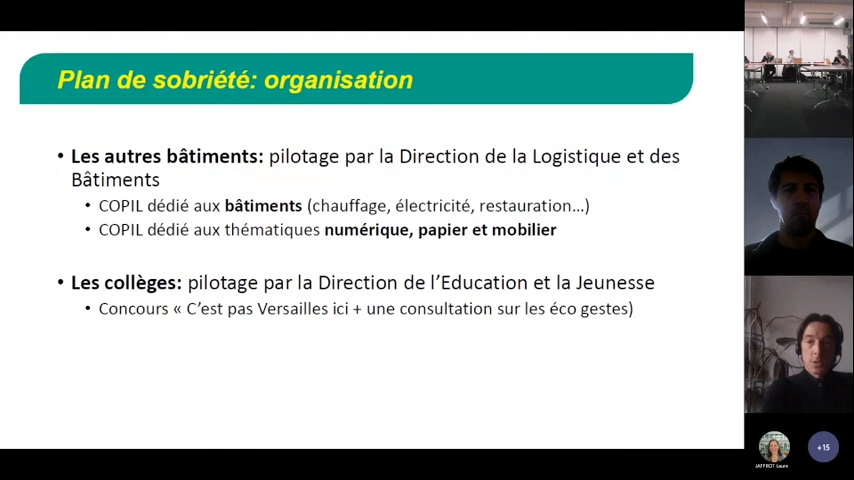 Plan de sobriété: organisation
• Les autres bâtiments: pilotage par la Direction de la Logistique et des
Bâtiments
• COPIL dédié aux bâtiments (chauffage, électricité, restauration...)
• COPIL dédié aux thématiques numérique, papier et mobilier
• Les collèges: pilotage par la Direction de l'Education et la Jeunesse
• Concours « C'est pas Versailles ici + une consultation sur les éco gestes)
JAFFROT Laure
+15